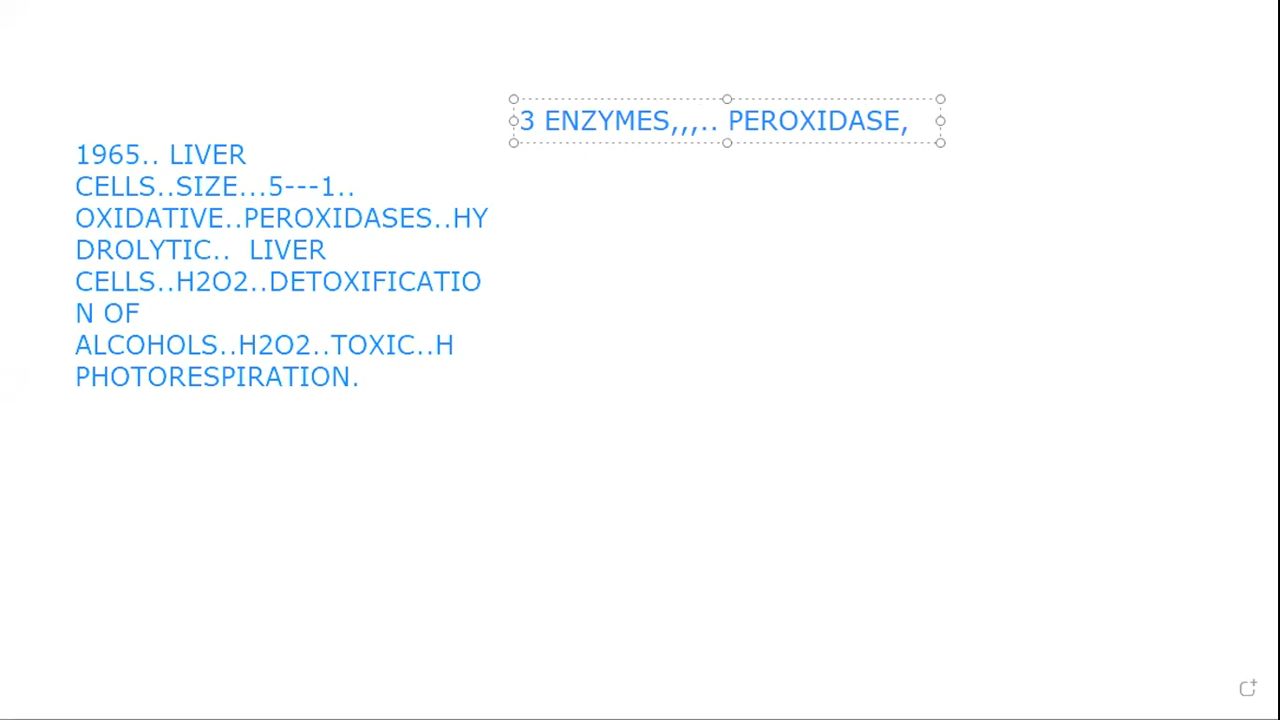 3 ENZYMES,,,.. PEROXIDASE,
1965.. LIVER
CELLS..SIZE...5---1..
OXIDATIVE..PEROXIDASES..HY
DROLYTIC..  LIVER
CELLS..H2O2..DETOXIFICATIO
N OF
ALCOHOLS..H2O2..TOXIC..H
PHOTORESPIRATION.